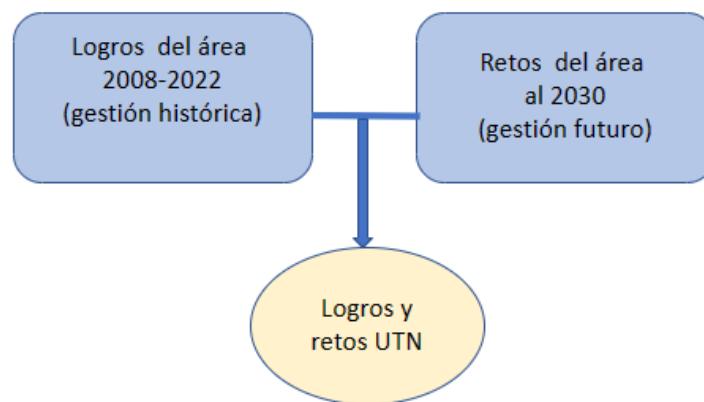 Logros del área
2008-2022
(gestión histórica)
Retos del área
al 2030
(gestión futuro)
Logros y
retos UTN